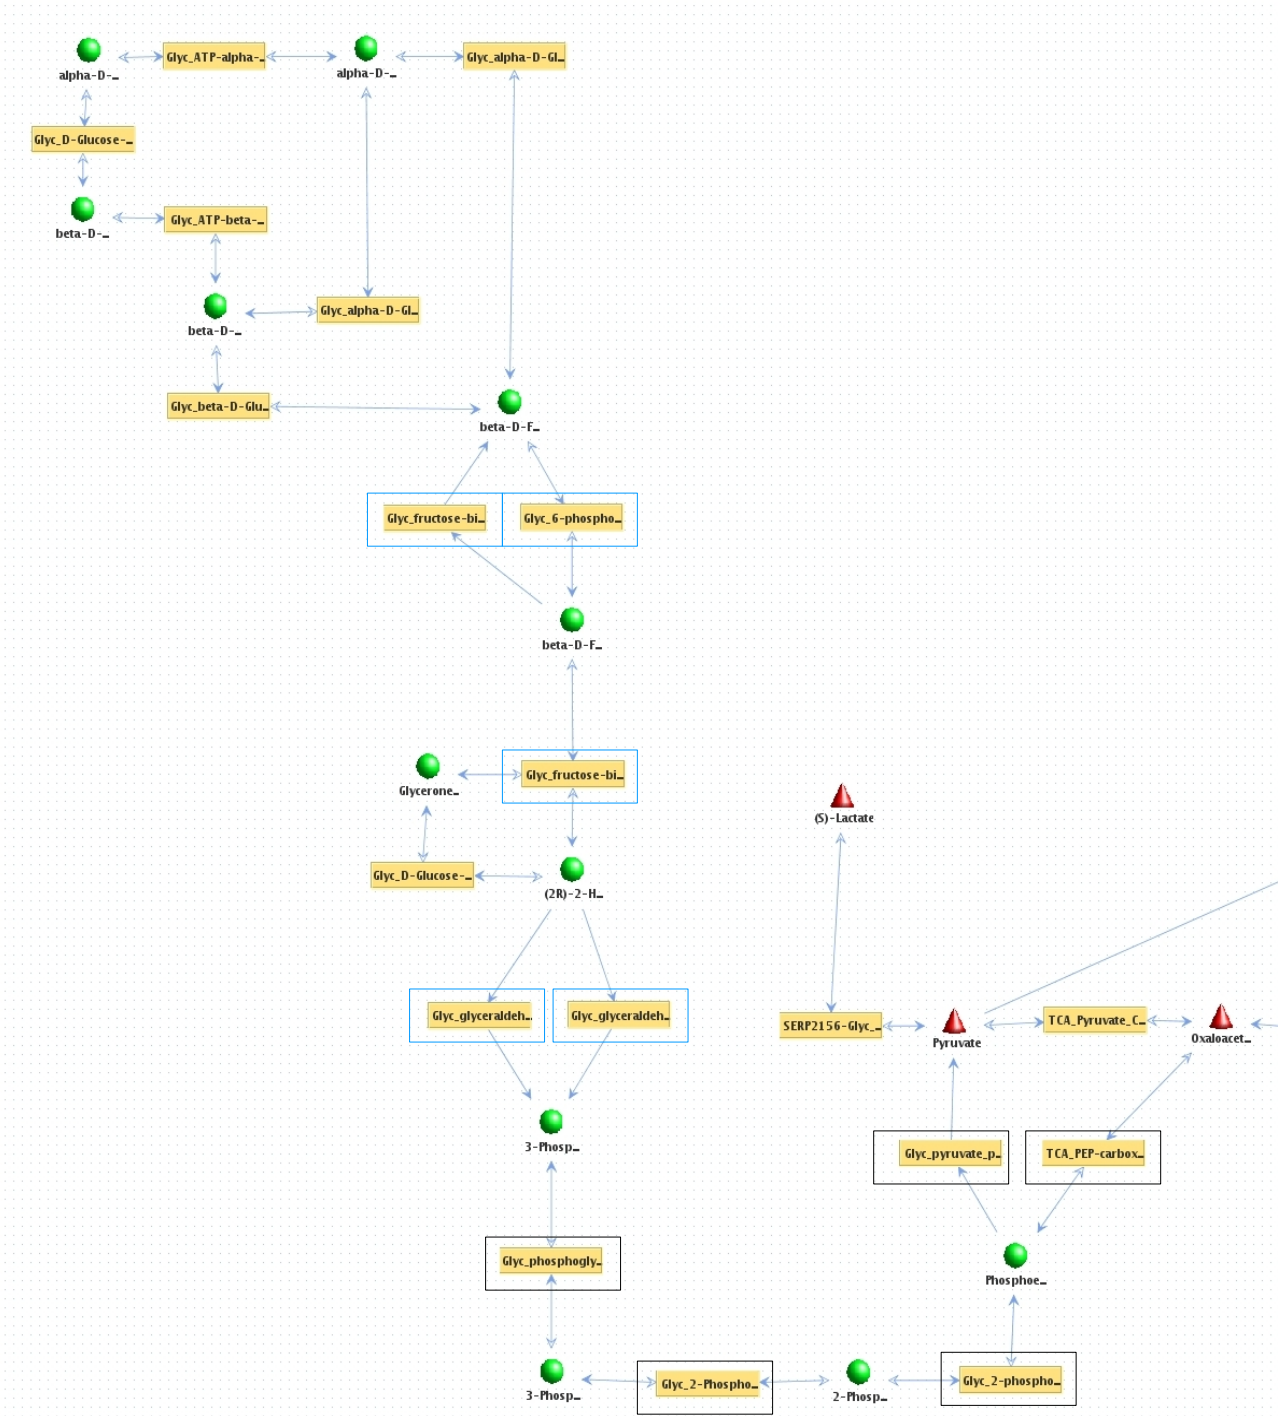 Glyc_ATP-alpha-...
Glyc_alpha-D-Gl...
alpha-D-...
alpha-D-...
Glyc_D-Glucose-...
Glyc_ATP-beta-...
beta-D-...
Glyc_alpha-D-Gl...
beta-D-...
Glyc_beta-D-Glu...
beta-D-F...
Glyc_fructose-bi...
Glyc_6-phospho...
beta-D-F...
Glyc_fructose-bi...
Glycerone...
(S)-Lactate
Glyc_D-Glucose-...
(2R)-2-H...
Glyc_glyceraldeh...
Glyc_glyceraldeh...
SERP2156-Glyc_...
TCA_Pyruvate_C...
Pyruvate
Oxaloacet...
3-Phosp...
Glyc_pyruvate_p...
TCA_PEP-carbox...
Glyc_phosphogly...
Phosphoe...
Glyc_2-Phospho...
Glyc_2-phospho...
3-Phosp...
2-Phosp...